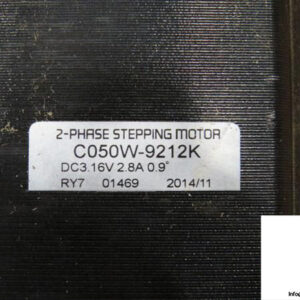 2-PHASE STEPPING MOTOR
C050W-9212K
DC3.16V 2.8A 0.9°
RY7 01469 2014/11